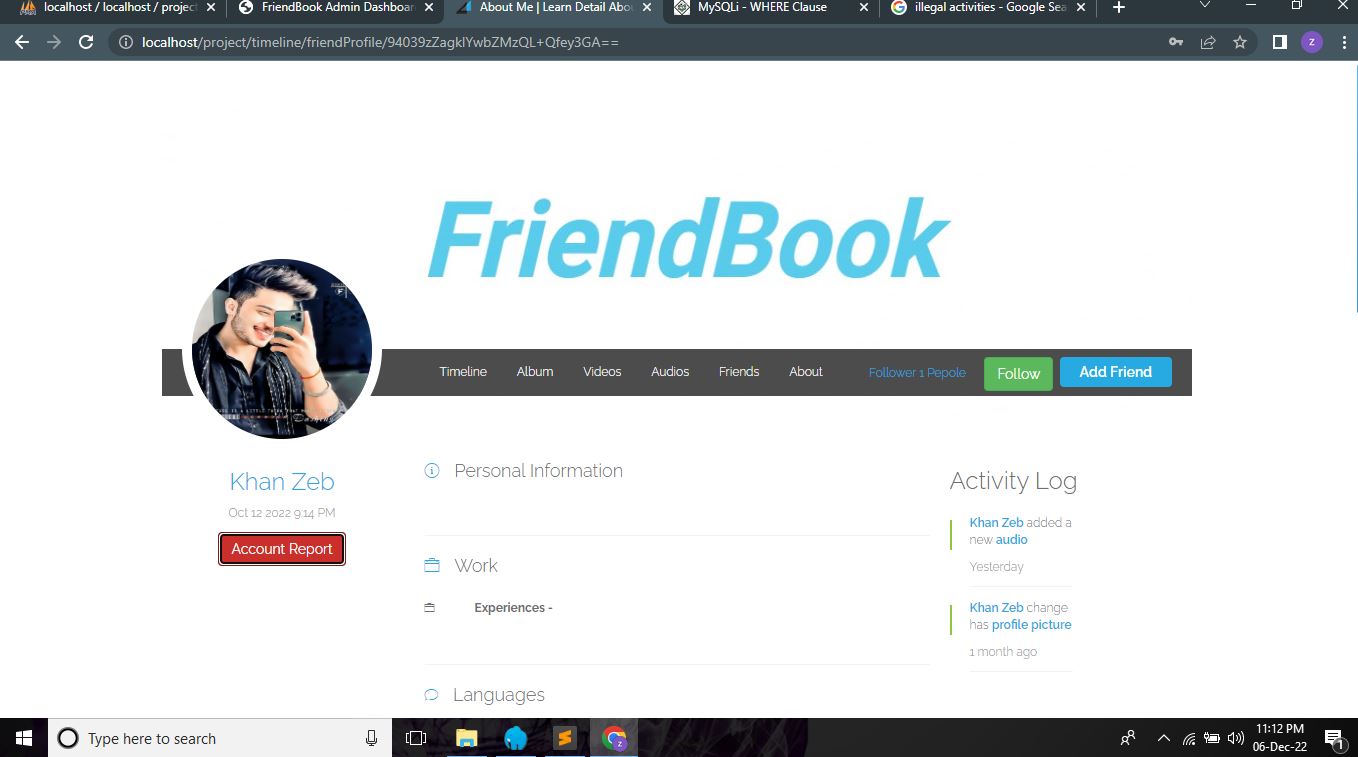 localhost / localhost / project
FriendBook Admin Dashboar
About Me | Learn Detail Abou
MySQLi - WHERE Clause
illegal activities - Google Sea
localhost/project/timeline/friendProfile/94039zZagklYwbZMzQL+Qfey3GA==
z
FriendBook
Timeline
Album
Videos
Audios
Friends
About
Follower 1 Pepole
Follow
Add Friend
Khan Zeb
Oct 12 2022 9:14 PM
Account Report
Personal Information
Work
Experiences -
Languages
Activity Log
Khan Zeb added a
new audio
Yesterday
Khan Zeb change
has profile picture
1 month ago
Type here to search
z
11:12 PM
06-Dec-22
1